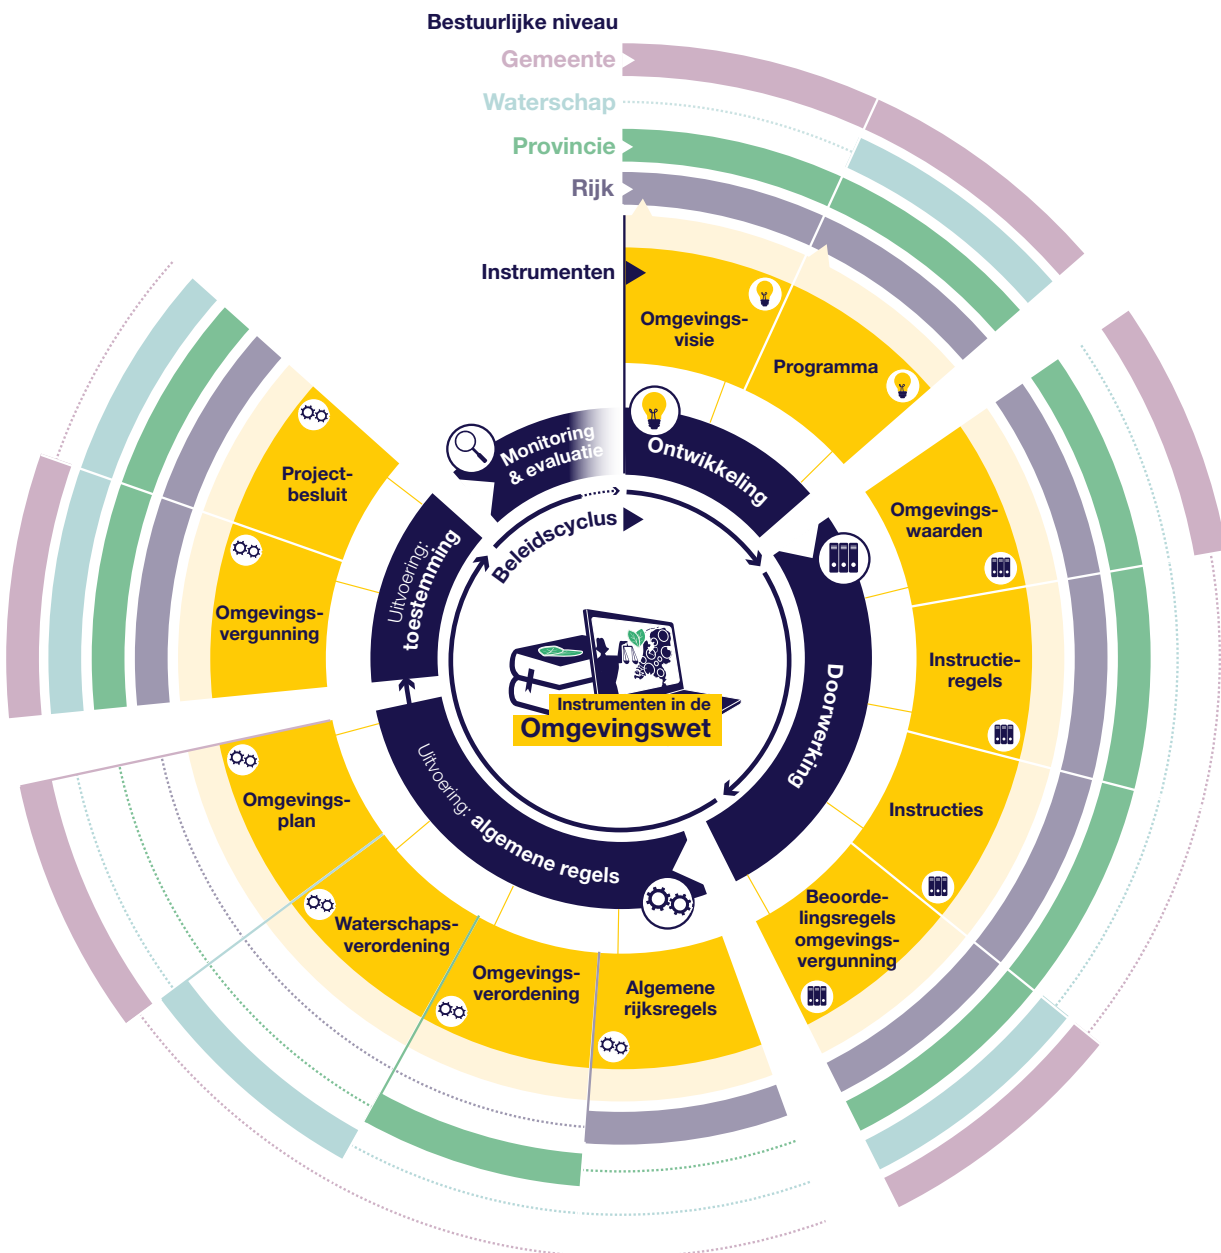 Bestuurlijke niveau
Gemeente
Waterschap
Provincie
Rijk
Instrumenten
Omgevings-
visie
Programma
Ontwikkeling
Monitoring
& evaluatie
Beleidscyclus
Omgevings-
waarden
Instructie-
regels
Instructies
Beoorde-
lingsregels
omgevings-
vergunning
Doorwerking
Instrumenten in de
Omgevingswet
Uitvoering: algemene regels
Algemene
rijksregels
Omgevings-
verordening
Waterschaps-
verordening
Omgevings-
plan
Uitvoering:
toestemming
Omgevings-
vergunning
Project-
besluit